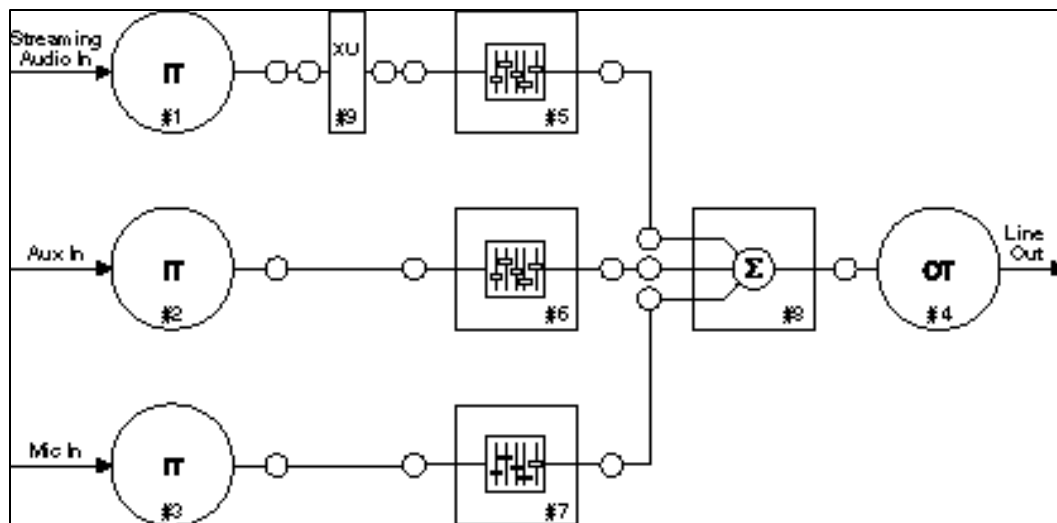 Streaming
Audio In
IT
#1
XU
#9
#5
Aux In
IT
#2
#6
Σ
#8
OT
#4
Line
Out
Mic In
IT
#3
#7